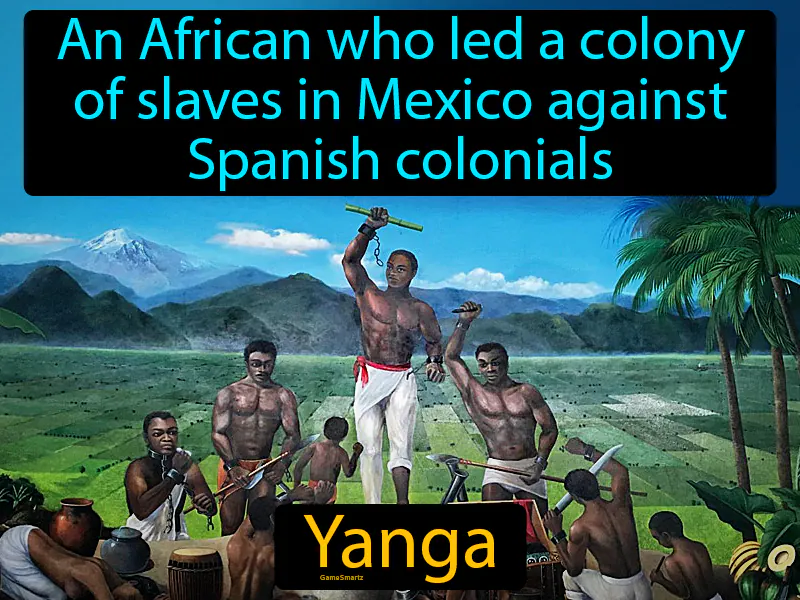 An African who led a colony
of slaves in Mexico against
Spanish colonials
Yanga
GameSmartz